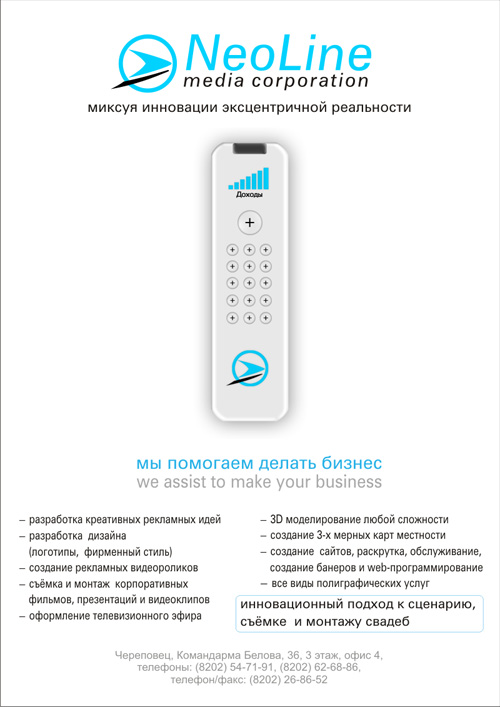 NeoLine
media corporation
миксуя инновации эксцентричной реальности
Доходы
+
+ + +
+ + +
+ + +
+ + +
+ + +
мы помогаем делать бизнес
we assist to make your business
– разработка креативных рекламных идей
– разработка дизайна
(логотипы, фирменный стиль)
– создание рекламных видеороликов
– съёмка и монтаж корпоративных
фильмов, презентаций и видеоклипов
– оформление телевизионного эфира
– 3D моделирование любой сложности
– создание 3-х мерных карт местности
– создание сайтов, раскрутка, обслуживание,
создание банеров и web-программирование
– все виды полиграфических услуг
инновационный подход к сценарию,
съёмке и монтажу свадеб
Череповец, Командарма Белова, 36, 3 этаж, офис 4,
телефоны: (8202) 54-71-91, (8202) 62-68-86,
телефон/факс: (8202) 26-86-52